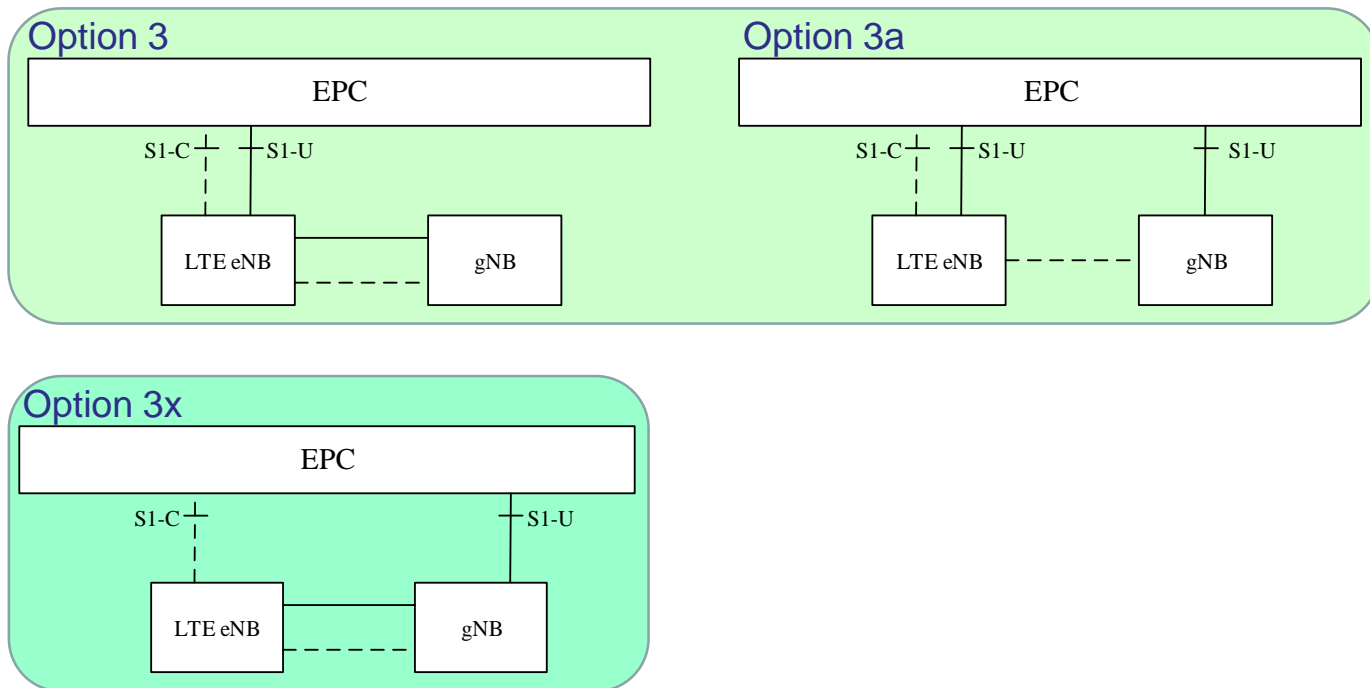 Option 3
EPC
S1-C
S1-U
LTE eNB
gNB
Option 3a
EPC
S1-C
S1-U
S1-U
LTE eNB
gNB
Option 3x
EPC
S1-C
S1-U
LTE eNB
gNB